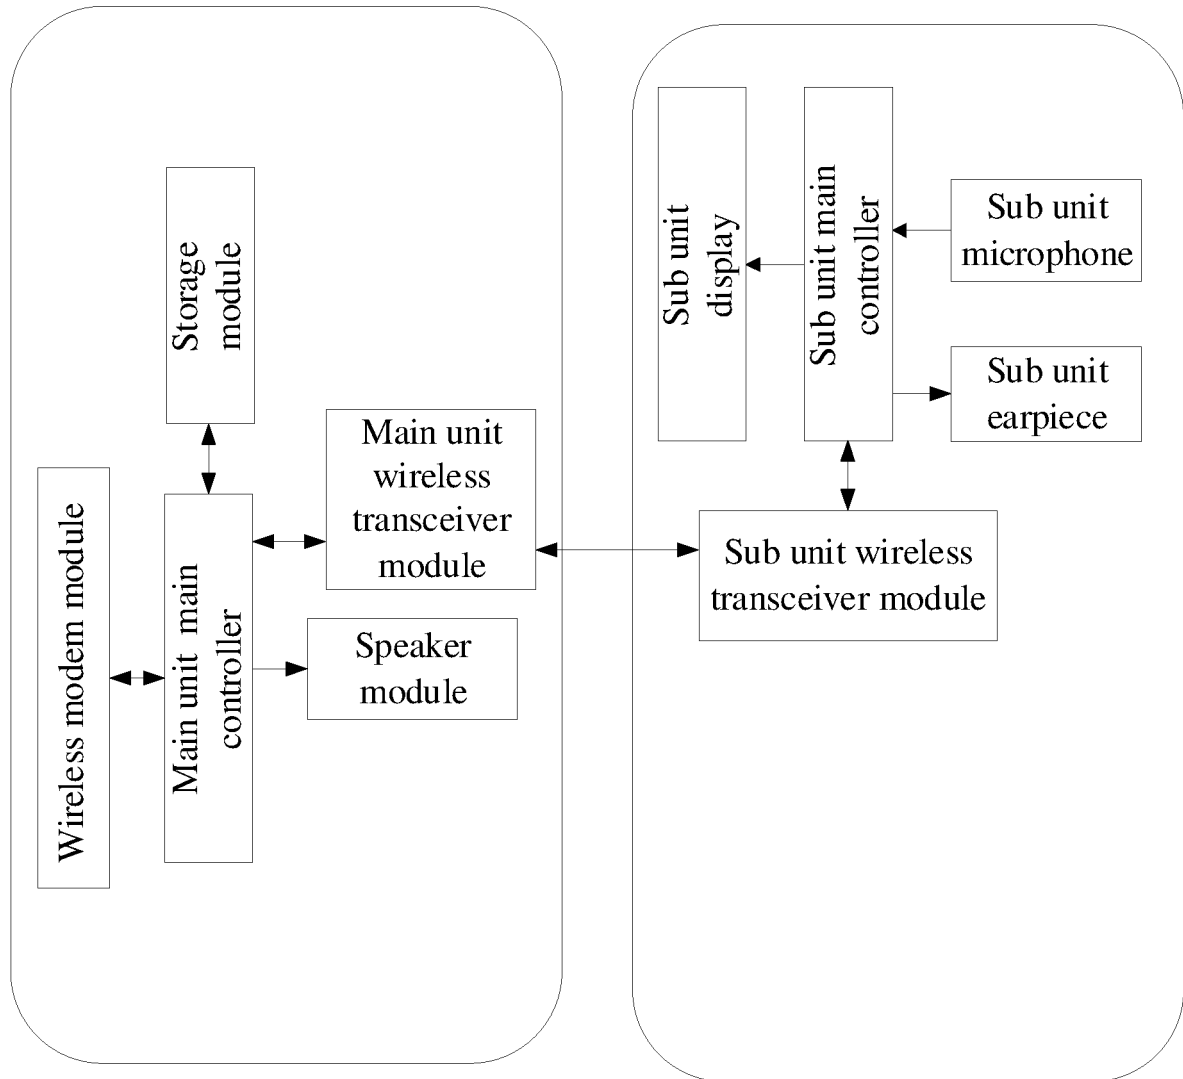 Storage
module
Main unit
wireless
transceiver
module
Wireless modem module
Main unit main
controller
Speaker
module
Sub unit
display
Sub unit main
controller
Sub unit
microphone
Sub unit
earpiece
Sub unit wireless
transceiver module